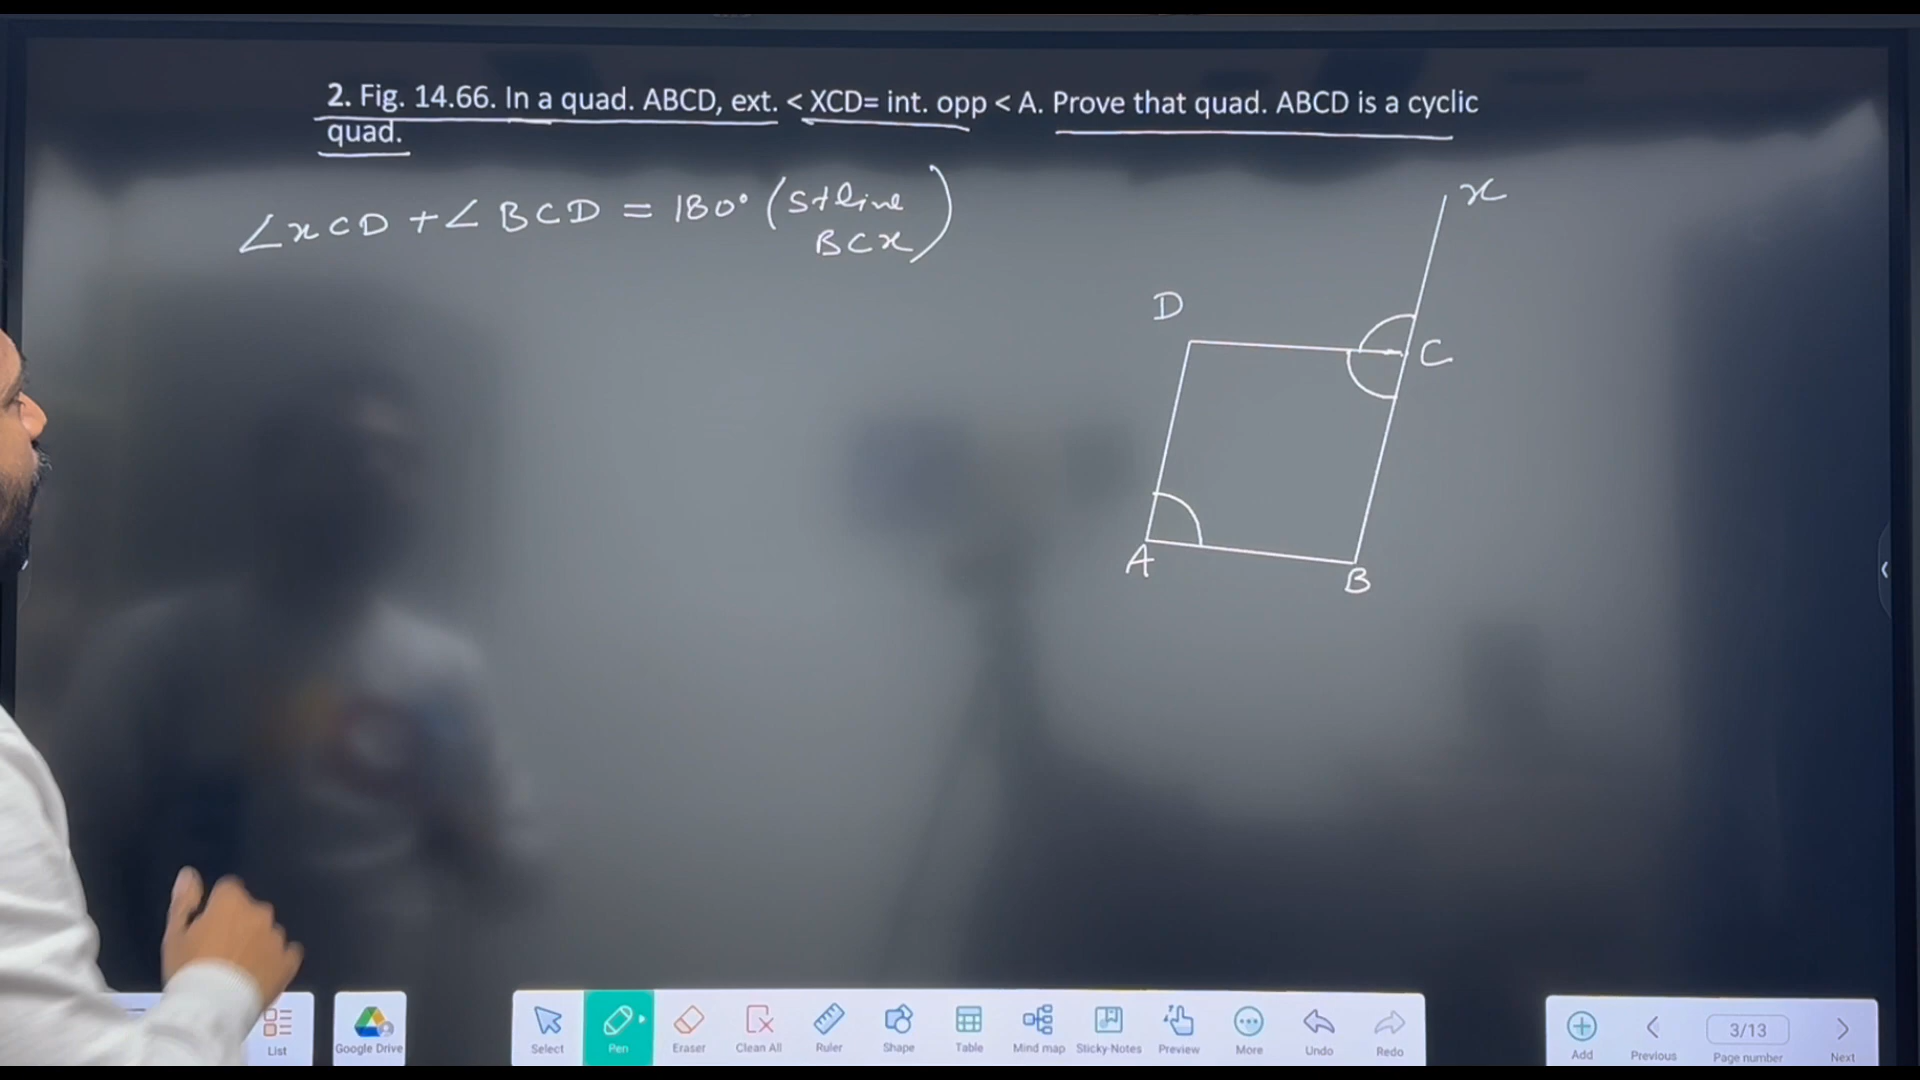 2. Fig. 14.66. In a quad. ABCD, ext. < XCD= int. opp < A. Prove that quad. ABCD is a cyclic
quad.
∠xCD + ∠BCD = 180° (St line
BCx)
x
D
C
A
B
List
Google Drive
Select
Pen
Eraser
Clean All
Ruler
Shape
Table
Mind map
Sticky Notes
Preview
More
Undo
Redo
Add
Previous
3/13
Page number
Next